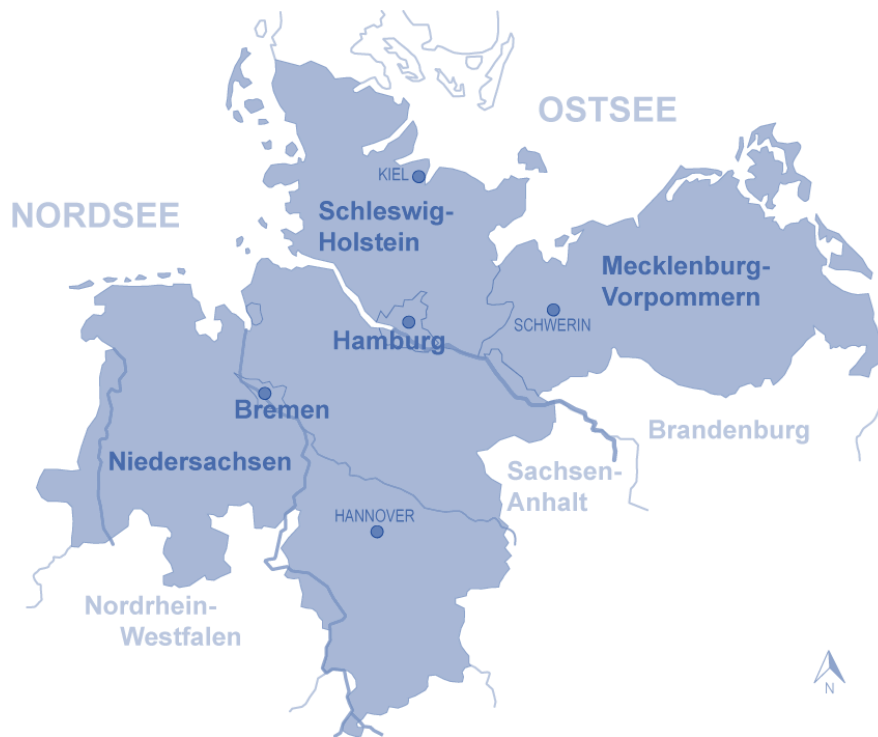 OSTSEE
KIEL
NORDSEE
Schleswig-
Holstein
Mecklenburg-
Vorpommern
SCHWERIN
Hamburg
Bremen
Brandenburg
Niedersachsen
Sachsen-
Anhalt
HANNOVER
Nordrhein-
Westfalen
N